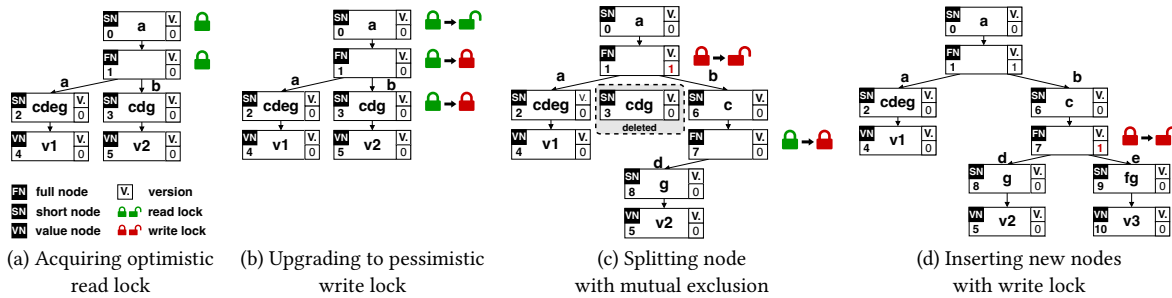 SN a V.
0 0
FN V.
1 0
a b
SN cdeg V.
2 0
SN cdg V.
3 0
VN v1 V.
4 0
VN v2 V.
5 0
FN full node
SN short node
VN value node
V. version
read lock
write lock
(a) Acquiring optimistic
read lock
SN a V.
0 0
FN V.
1 0
a b
SN cdeg V.
2 0
SN cdg V.
3 0
VN v1 V.
4 0
VN v2 V.
5 0
(b) Upgrading to pessimistic
write lock
SN a V.
0 0
FN V.
1 1
a b
SN cdeg V.
2 0
SN cdg V.
3 0
deleted
SN c V.
6 0
VN v1 V.
4 0
FN V.
7 0
d
SN g V.
8 0
VN v2 V.
5 0
(c) Splitting node
with mutual exclusion
SN a V.
0 0
FN V.
1 1
a b
SN cdeg V.
2 0
SN c V.
6 0
VN v1 V.
4 0
FN V.
7 1
d e
SN g V.
8 0
SN fg V.
9 0
VN v2 V.
5 0
VN v3 V.
10 0
(d) Inserting new nodes
with write lock